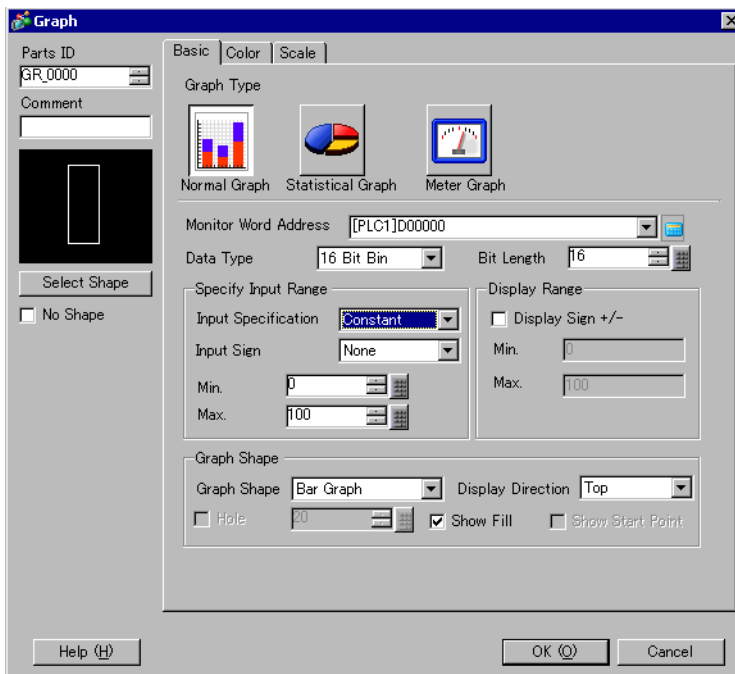 Graph
Parts ID
GR_0000
Comment
Select Shape
No Shape
Basic Color Scale
Graph Type
Normal Graph Statistical Graph Meter Graph
Monitor Word Address [PLC1]D00000
Data Type 16 Bit Bin Bit Length 16
Specify Input Range
Input Specification Constant
Input Sign None
Min. 0
Max. 100
Display Range
Display Sign +/-
Min. 0
Max. 100
Graph Shape
Graph Shape Bar Graph Display Direction Top
Hole 20 Show Fill Show Start Point
Help (H) OK (O) Cancel